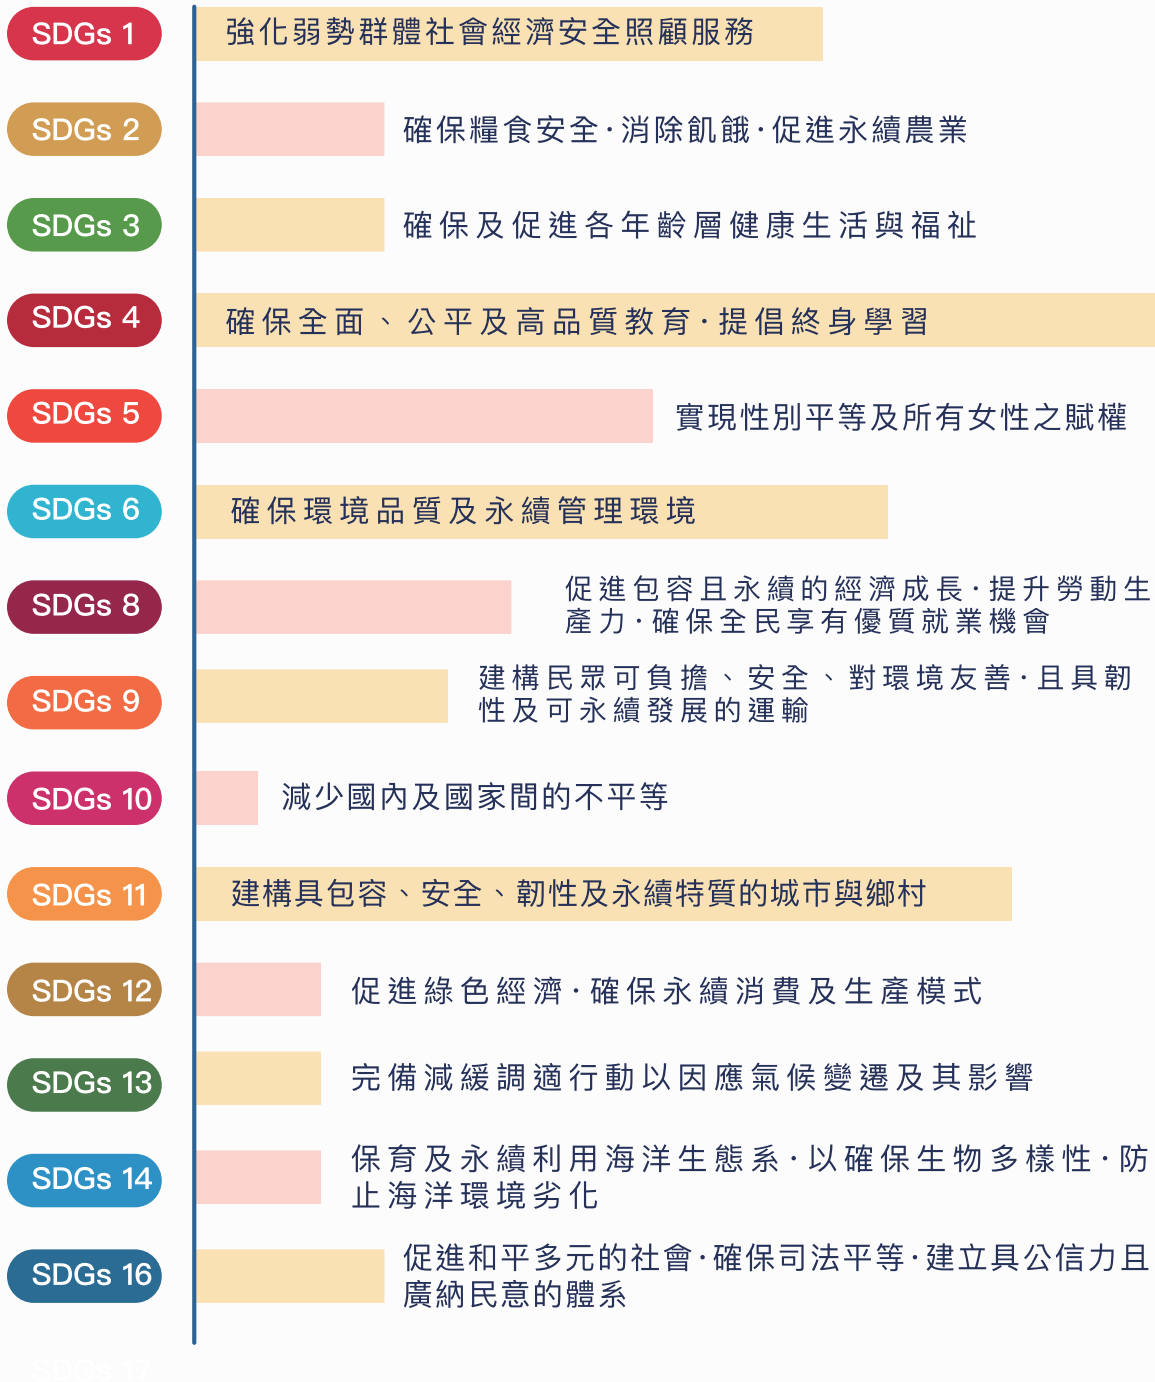 SDGs 1
強化弱勢群體社會經濟安全照顧服務
SDGs 2
確保糧食安全·消除飢餓·促進永續農業
SDGs 3
確保及促進各年齡層健康生活與福祉
SDGs 4
確保全面、公平及高品質教育·提倡終身學習
SDGs 5
實現性別平等及所有女性之賦權
SDGs 6
確保環境品質及永續管理環境
SDGs 8
促進包容且永續的經濟成長·提升勞動生
產力·確保全民享有優質就業機會
SDGs 9
建構民眾可負擔、安全、對環境友善·且具韌
性及可永續發展的運輸
SDGs 10
減少國內及國家間的不平等
SDGs 11
建構具包容、安全、韌性及永續特質的城市與鄉村
SDGs 12
促進綠色經濟·確保永續消費及生產模式
SDGs 13
完備減緩調適行動以因應氣候變遷及其影響
SDGs 14
保育及永續利用海洋生態系·以確保生物多樣性·防
止海洋環境劣化
SDGs 16
促進和平多元的社會·確保司法平等·建立具公信力且
廣納民意的體系
SDGs 17